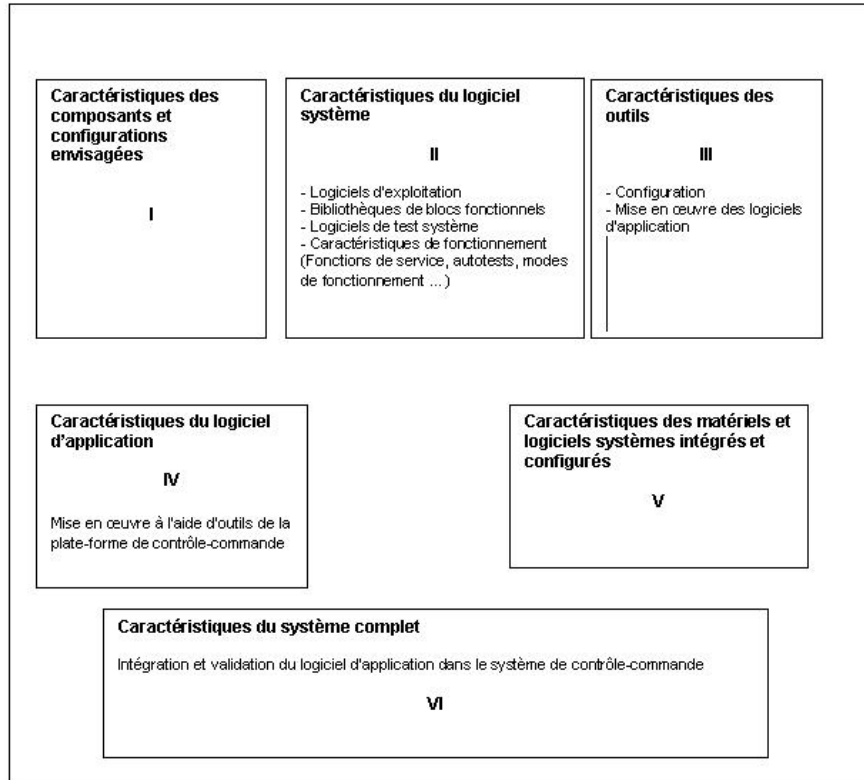 Caractéristiques des
composants et
configurations
envisagées
I
Caractéristiques du logiciel
système
II
- Logiciels d'exploitation
- Bibliothèques de blocs fonctionnels
- Logiciels de test système
- Caractéristiques de fonctionnement
(Fonctions de service, autotests, modes
de fonctionnement ...)
Caractéristiques des
outils
III
- Configuration
- Mise en œuvre des logiciels
d'application
Caractéristiques du logiciel
d'application
IV
Mise en œuvre à l'aide d'outils de la
plate-forme de contrôle-commande
Caractéristiques des matériels et
logiciels systèmes intégrés et
configurés
V
Caractéristiques du système complet
Intégration et validation du logiciel d'application dans le système de contrôle-commande
VI